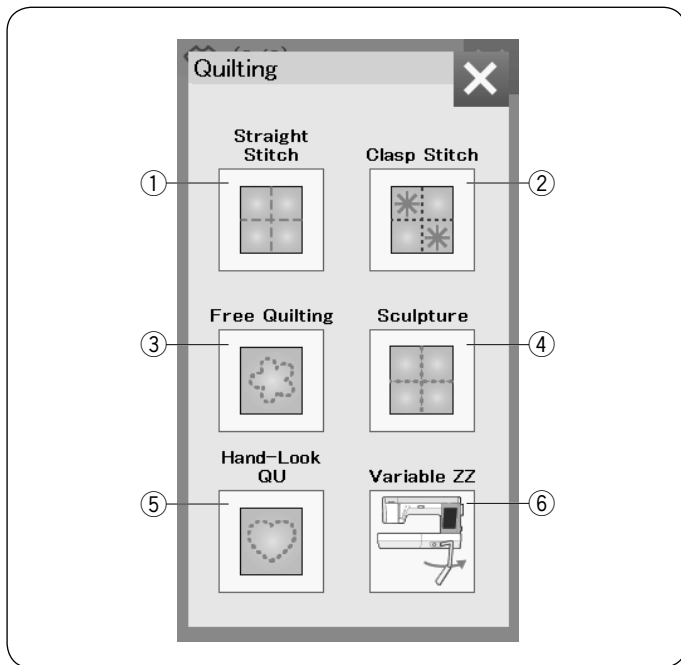 Quilting
Straight
Stitch
Clasp Stitch
①
②
Free Quilting
Sculpture
③
④
Hand-Look
QU
Variable ZZ
⑤
⑥